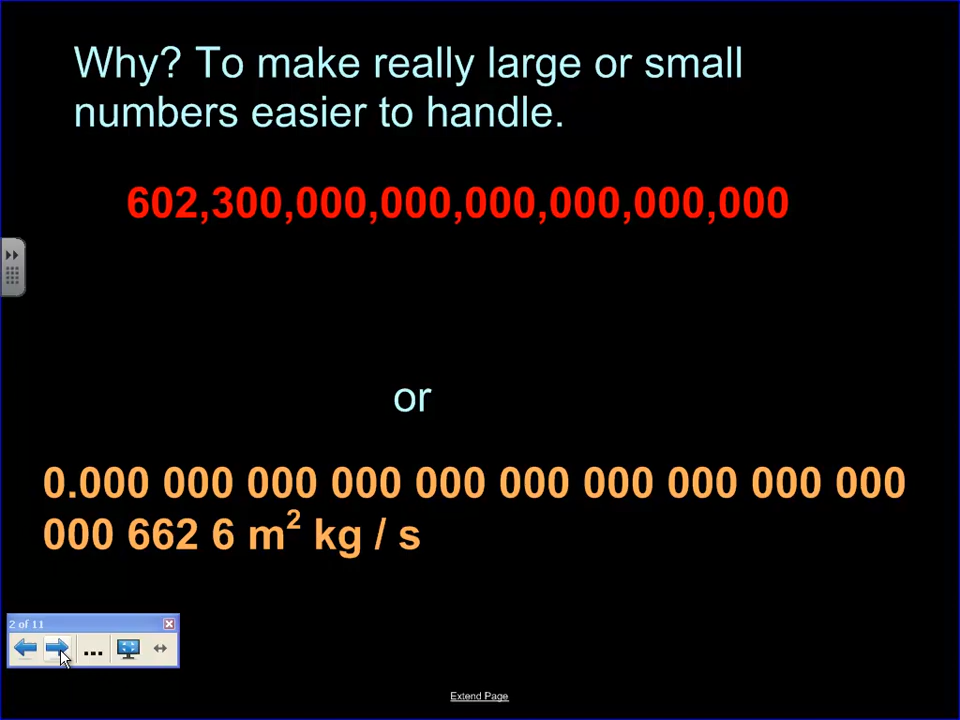 Why? To make really large or small
numbers easier to handle.
602,300,000,000,000,000,000,000
or
0.000 000 000 000 000 000 000 000 000 000
000 662 6 m² kg / s
2 of 11
...
Extend Page